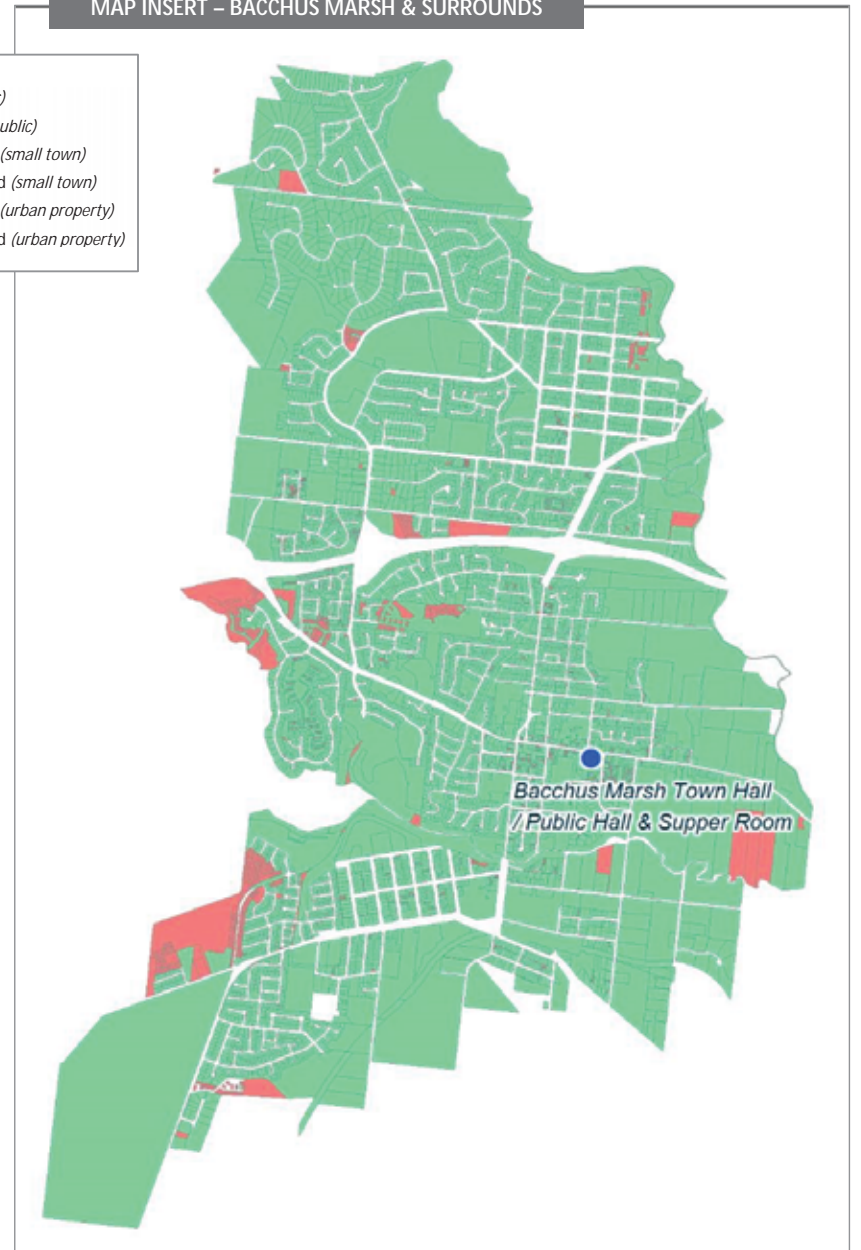 MAP INSERT – BACCHUS MARSH & SURROUNDS
(small town)
(small town)
(urban property)
(urban property)
Bacchus Marsh Town Hall
/ Public Hall & Supper Room